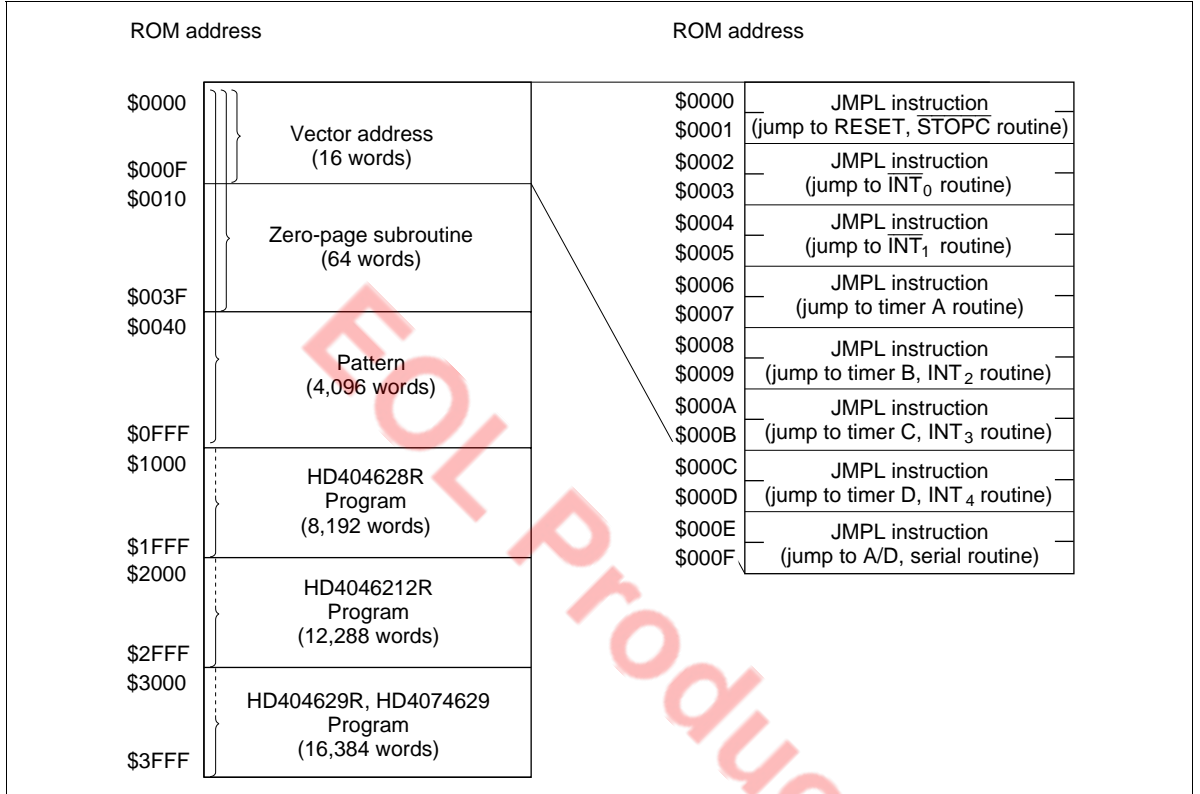 ROM address
$0000
$000F
$0010
$003F
$0040
$0FFF
$1000
$1FFF
$2000
$2FFF
$3000
$3FFF
Vector address
(16 words)
Zero-page subroutine
(64 words)
Pattern
(4,096 words)
HD404628R
Program
(8,192 words)
HD4046212R
Program
(12,288 words)
HD404629R, HD4074629
Program
(16,384 words)
ROM address
$0000
$0001
JMPL instruction
(jump to RESET, STOPC routine)
$0002
$0003
JMPL instruction
(jump to INT0 routine)
$0004
$0005
JMPL instruction
(jump to INT1 routine)
$0006
$0007
JMPL instruction
(jump to timer A routine)
$0008
$0009
JMPL instruction
(jump to timer B, INT2 routine)
$000A
$000B
JMPL instruction
(jump to timer C, INT3 routine)
$000C
$000D
JMPL instruction
(jump to timer D, INT4 routine)
$000E
$000F
JMPL instruction
(jump to A/D, serial routine)
EOL Produc